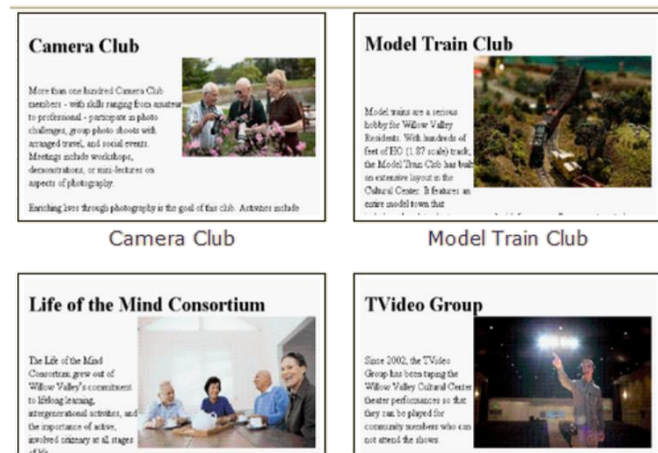 Camera Club
More than one hundred Camera Club
members - with skills ranging from amateur
to professional - participate in photo
challenges, group photo shoots with
arranged travel, and social events.
Meetings include workshops,
demonstrations, or mini-lectures on
aspects of photography.
Enriching lives through photography is the goal of this club. Activities include
Camera Club
Model Train Club
Model trains are a serious
hobby for Willow Valley
Residents. With hundreds of
feet of HO (1:87 scale) track,
the Model Train Club has built
an extensive layout in the
Cultural Center. It features an
entire model town that
Model Train Club
Life of the Mind Consortium
The Life of the Mind
Consortium grew out of
Willow Valley's commitment
to lifelong learning,
intergenerational activities, and
the importance of active,
involved citizenry at all stages
of life
TVideo Group
Since 2002, the TVideo
Group has been taping the
Willow Valley Cultural Center
theater performances so that
they can be played for
community members who can
not attend the shows.